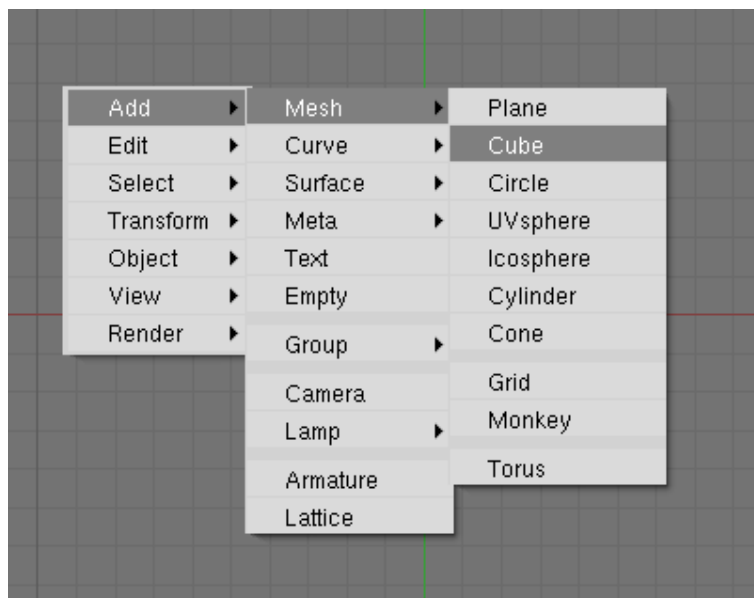 Add
Edit
Select
Transform
Object
View
Render
Mesh
Curve
Surface
Meta
Text
Empty
Group
Camera
Lamp
Armature
Lattice
Plane
Cube
Circle
UVsphere
Icosphere
Cylinder
Cone
Grid
Monkey
Torus